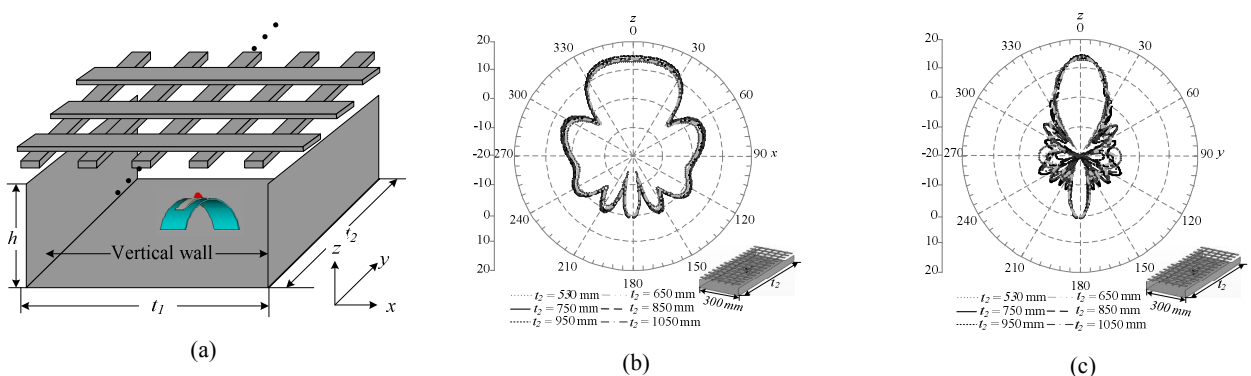 h
Vertical wall
t1
t2
z
y
x
(a)
z
0
330
30
300
60
270
90 x
240
120
210
150
180
20
10
0
-10
-20
-10
0
10
20
t2 = 530 mm
t2 = 650 mm
t2 = 750 mm
t2 = 850 mm
t2 = 950 mm
t2 = 1050 mm
300 mm
t2
(b)
z
0
330
30
300
60
270
90 y
240
120
210
150
180
20
10
0
-10
-20
-10
0
10
20
t2 = 530 mm
t2 = 650 mm
t2 = 750 mm
t2 = 850 mm
t2 = 950 mm
t2 = 1050 mm
300 mm
t2
(c)